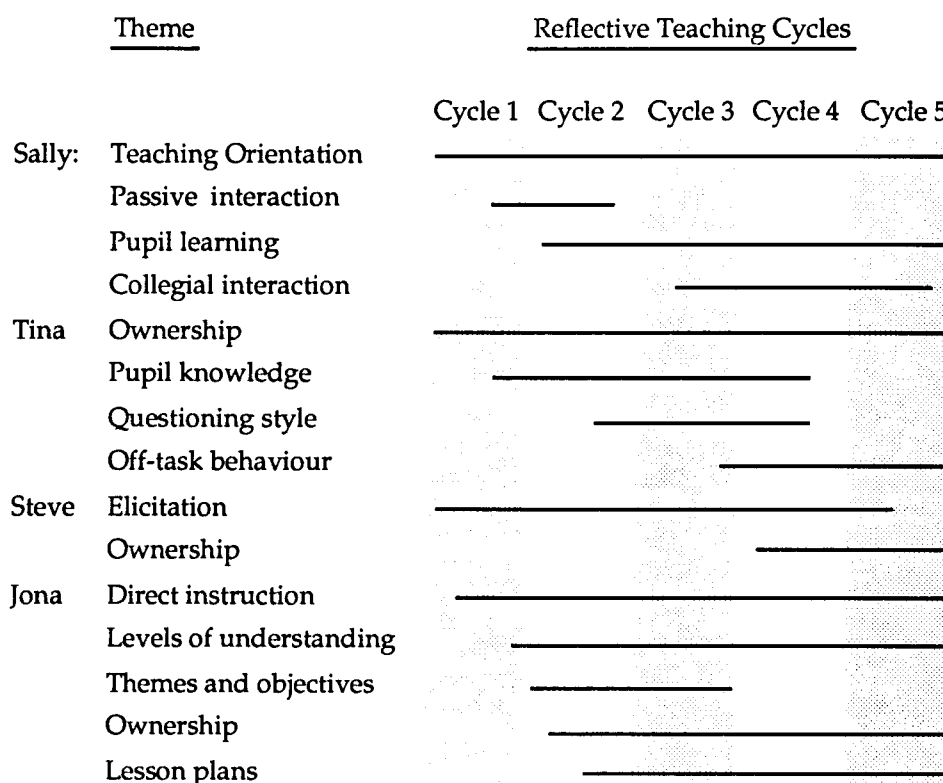 Theme Reflective Teaching Cycles
Cycle 1 Cycle 2 Cycle 3 Cycle 4 Cycle 5
Sally: Teaching Orientation
Passive interaction
Pupil learning
Collegial interaction
Tina Ownership
Pupil knowledge
Questioning style
Off-task behaviour
Steve Elicitation
Ownership
Jona Direct instruction
Levels of understanding
Themes and objectives
Ownership
Lesson plans